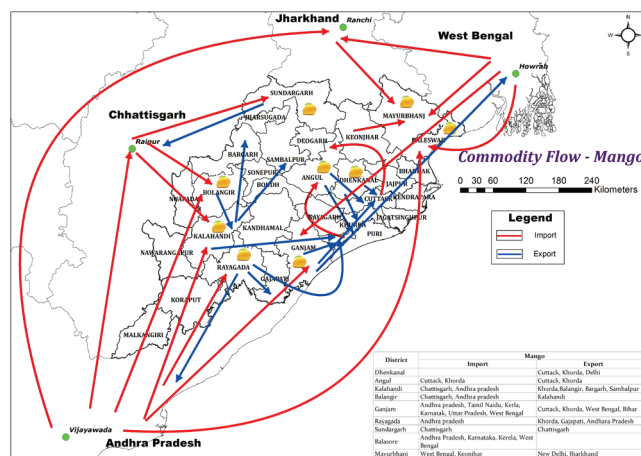 Jharkhand
Ranchi
West Bengal
Howrah
SUNDARGARH
JHARSUGADA
Chhattisgarh
MAYURBHANJ
DEOGARH
KEONJHAR
BALESWAR
Raipur
BARGARH
SAMBALPUR
Commodity Flow - Mango
SONEPUR
ANGUL
DHENKANAL
BHADRAK
NUAPADA
BOLANGIR
BOUDH
JAJPUR
CUTTACK
KENDRAPARA
0 30 60 120 180 240
Kilometers
NAYAGARH
JAGATSINGHPUR
KALAHANDI
KANDHAMAL
KHORDA
PURI
Legend
Import
Export
NAWARANGPUR
GANJAM
RAYAGADA
GAJAPATI
KORAPUT
MALKANGIRI
Vijayawada
Andhra Pradesh
District Mango
Import Export
Dhenkanal Cuttack, Khorda, Delhi
Angul Cuttack, Khorda Cuttack, Khorda
Kalahandi Chattisgarh, Andhra pradesh Khorda,Balangir, Bargarh, Sambalpur
Balangir Chattisgarh, Andhra pradesh Kalahandi
Ganjam Andhra pradesh, Tamil Naidu, Kerla, Karnatak, Uttar Pradesh, West Bengal Cuttack, Khorda, West Bengal, Bihar
Rayagada Andhra pradesh Khorda, Gajapati, Andhara Pradesh
Sundargarh Chattisgarh Chattisgarh
Balasore Andhra Pradesh, Karnataka, Kerela, West Bengal
Mayurbhanj West Bengal, Keonjhar New Delhi, Jharkhand